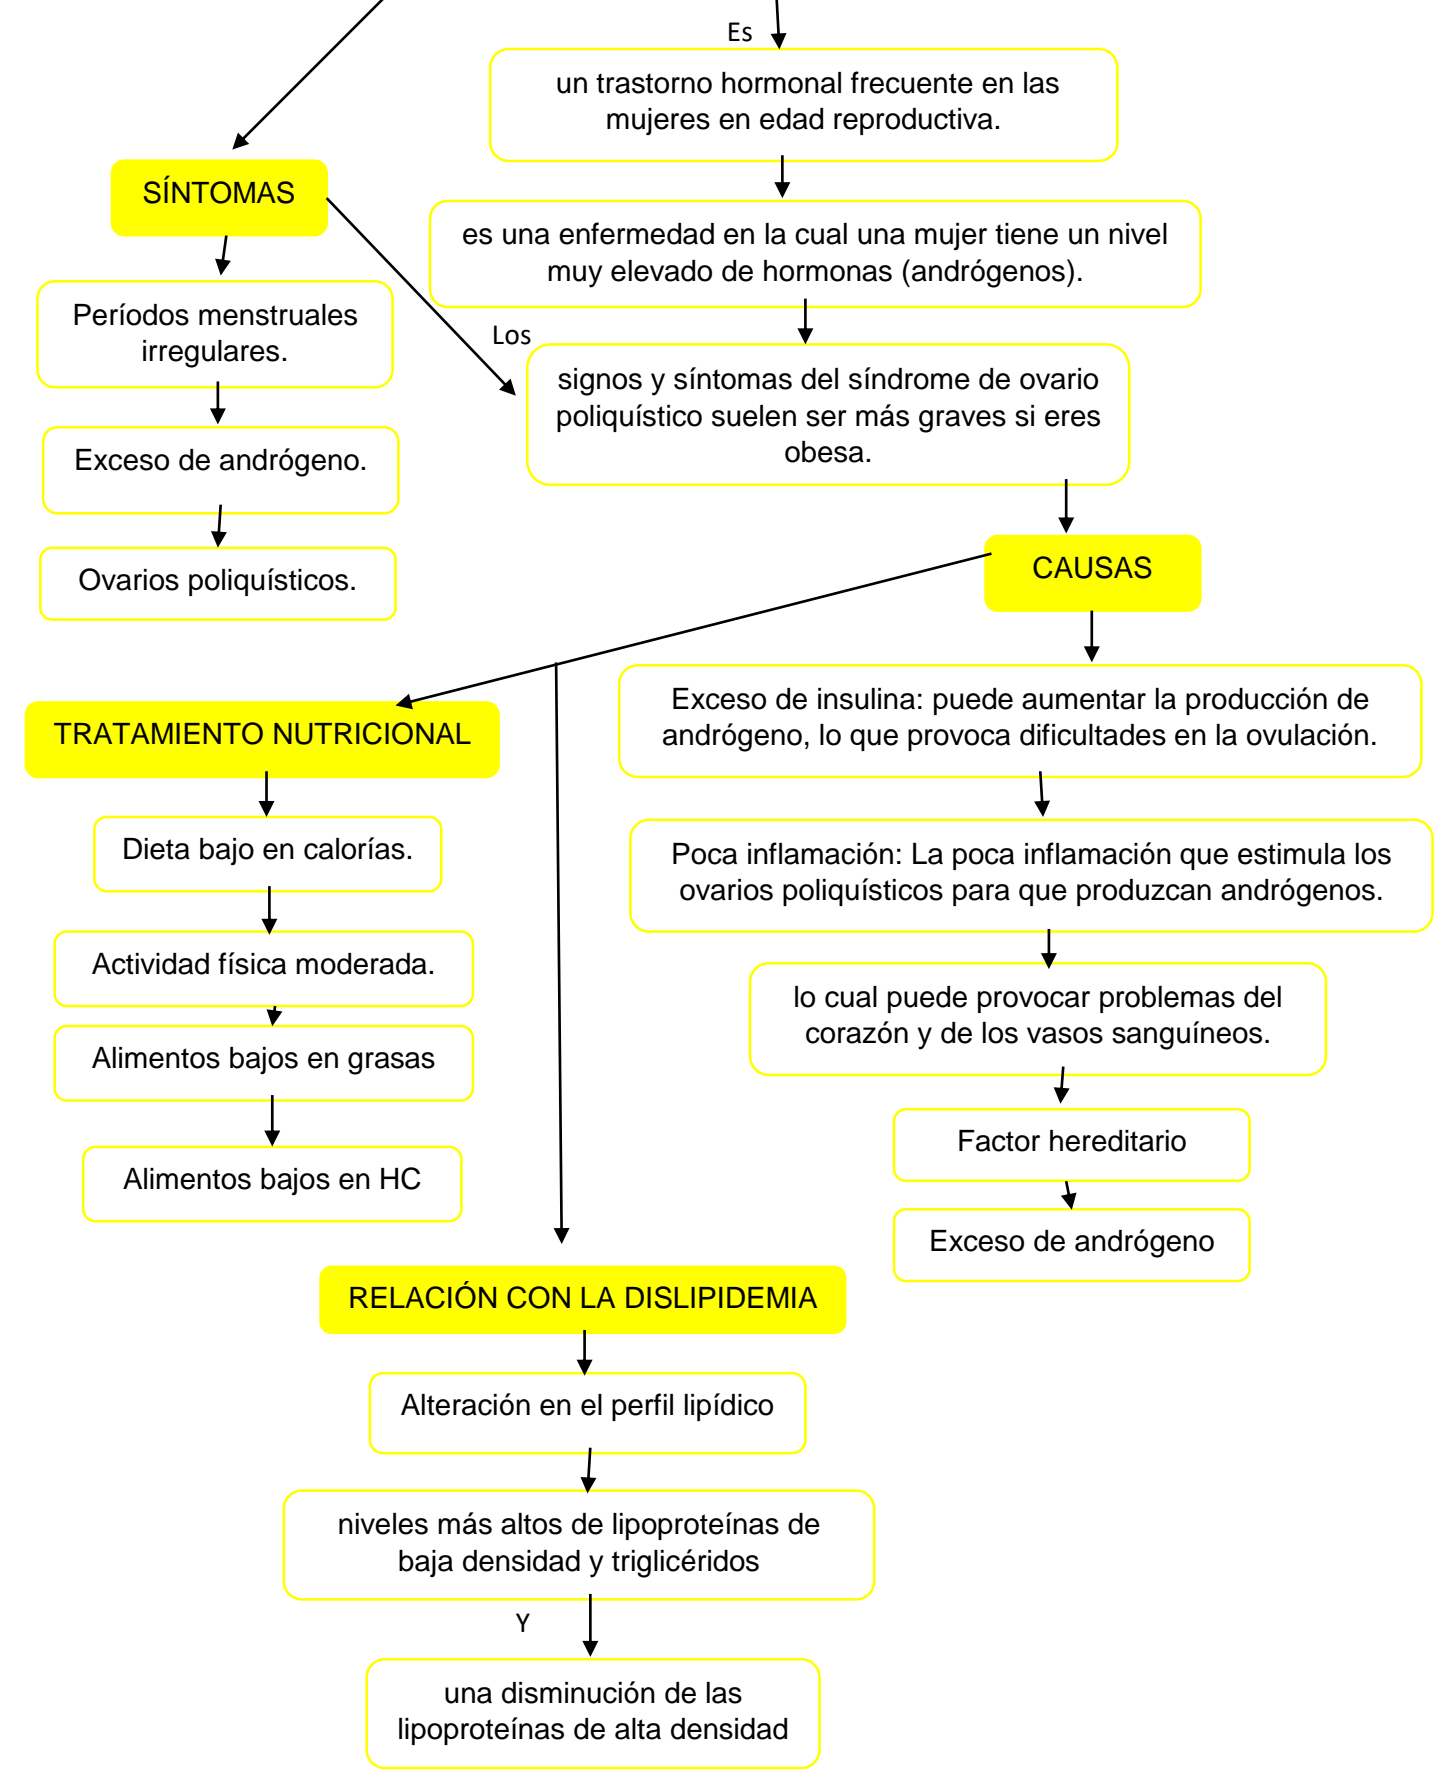 Es
un trastorno hormonal frecuente en las
mujeres en edad reproductiva.
SÍNTOMAS
es una enfermedad en la cual una mujer tiene un nivel
muy elevado de hormonas (andrógenos).
Períodos menstruales
irregulares.
Los
signos y síntomas del síndrome de ovario
poliquístico suelen ser más graves si eres
obesa.
Exceso de andrógeno.
Ovarios poliquísticos.
CAUSAS
Exceso de insulina: puede aumentar la producción de
andrógeno, lo que provoca dificultades en la ovulación.
Poca inflamación: La poca inflamación que estimula los
ovarios poliquísticos para que produzcan andrógenos.
lo cual puede provocar problemas del
corazón y de los vasos sanguíneos.
Factor hereditario
Exceso de andrógeno
TRATAMIENTO NUTRICIONAL
Dieta bajo en calorías.
Actividad física moderada.
Alimentos bajos en grasas
Alimentos bajos en HC
RELACIÓN CON LA DISLIPIDEMIA
Alteración en el perfil lipídico
niveles más altos de lipoproteínas de
baja densidad y triglicéridos
Y
una disminución de las
lipoproteínas de alta densidad